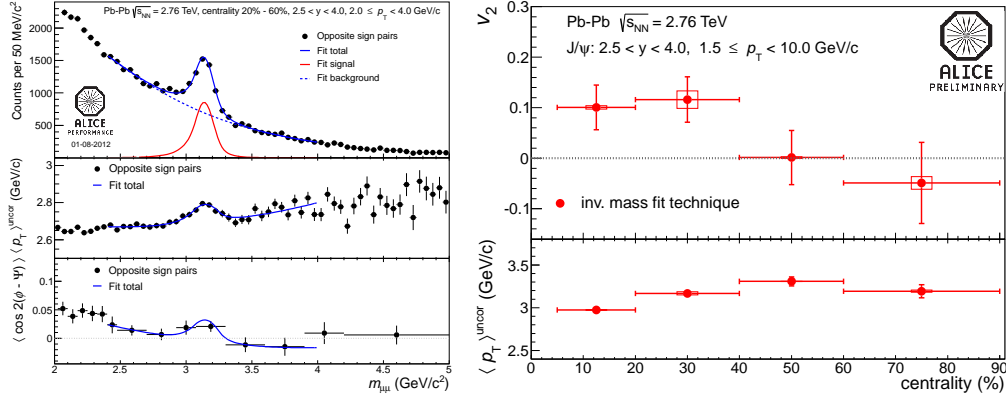 Pb-Pb √sNN = 2.76 TeV, centrality 20% - 60%, 2.5 < y < 4.0, 2.0 ≤ pT < 4.0 GeV/c
Counts per 50 MeV/c²
2000
1500
1000
500
Opposite sign pairs
Fit total
Fit signal
Fit background
ALICE
PERFORMANCE
01-08-2012
⟨ pT ⟩uncor (GeV/c)
3
2.8
2.6
Opposite sign pairs
Fit total
⟨ cos 2(ϕ - Ψ) ⟩
0.1
0.05
0
Opposite sign pairs
Fit total
2 2.5 3 3.5 4 4.5 5
mμμ (GeV/c²)
v2
Pb-Pb √sNN = 2.76 TeV
J/ψ: 2.5 < y < 4.0, 1.5 ≤ pT < 10.0 GeV/c
ALICE
PRELIMINARY
0.2
0.1
0
-0.1
inv. mass fit technique
⟨ pT ⟩uncor (GeV/c)
3.5
3
2.5
0 10 20 30 40 50 60 70 80 90
centrality (%)